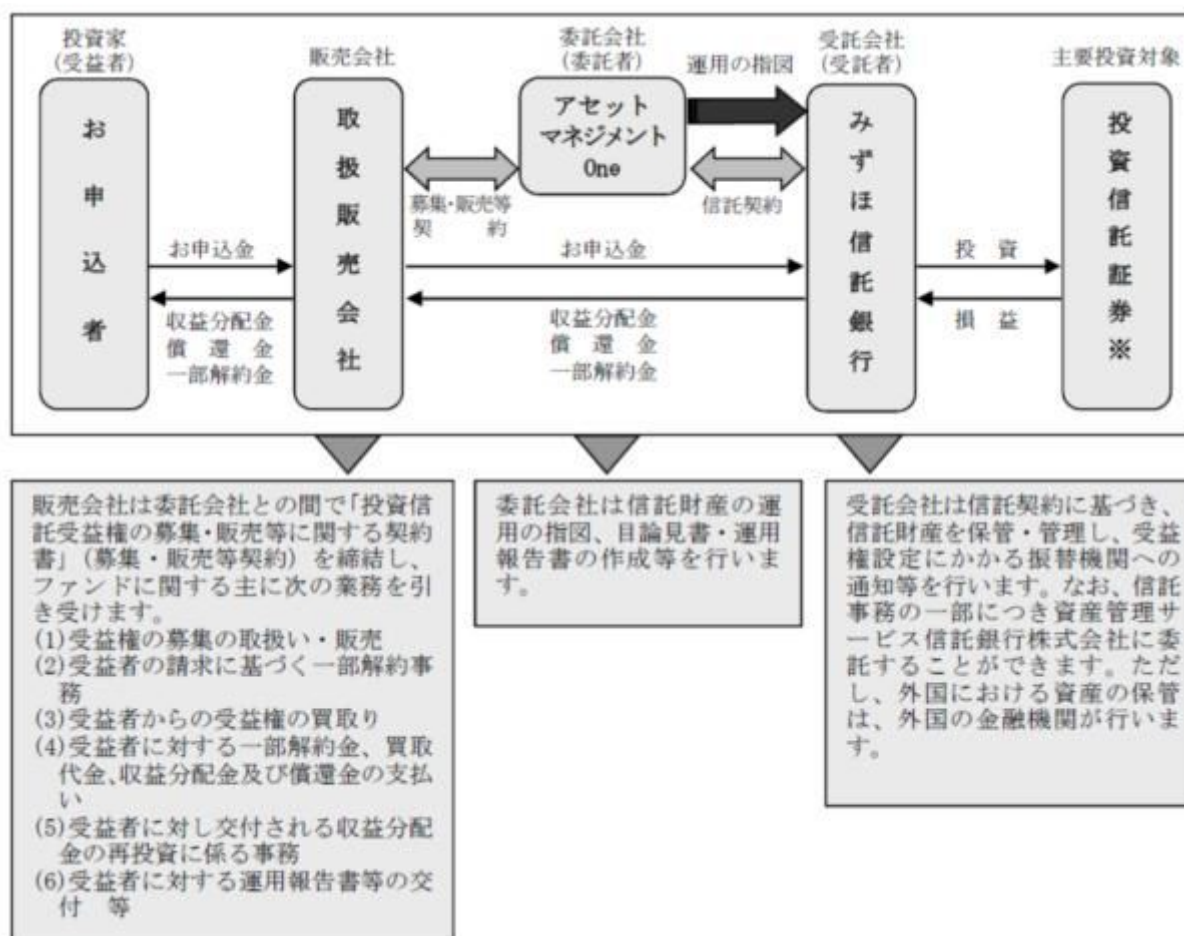 投資家
(受益者)
販売会社
委託会社
(委託者)
運用の指図
受託会社
(受託者)
主要投資対象
お申込者
取扱販売会社
アセット
マネジメント
One
みずほ信託銀行
投資信託証券※
募集・販売等
契　約
信託契約
お申込金
お申込金
投　資
収益分配金
償　還　金
一部解約金
収益分配金
償　還　金
一部解約金
損　益
販売会社は委託会社との間で「投資信
託受益権の募集・販売等に関する契約
書」（募集・販売等契約）を締結し、
ファンドに関する主に次の業務を引
き受けます。
(1)受益権の募集の取扱い・販売
(2)受益者の請求に基づく一部解約事
務
(3)受益者からの受益権の買取り
(4)受益者に対する一部解約金、買取
代金、収益分配金及び償還金の支払
い
(5)受益者に対し交付される収益分配
金の再投資に係る事務
(6)受益者に対する運用報告書等の交
付　等
委託会社は信託財産の運
用の指図、目論見書・運用
報告書の作成等を行いま
す。
受託会社は信託契約に基づき、
信託財産を保管・管理し、受益
権設定にかかる振替機関への
通知等を行います。なお、信託
事務の一部につき資産管理サ
ービス信託銀行株式会社に委
託することができます。ただ
し、外国における資産の保管
は、外国の金融機関が行いま
す。